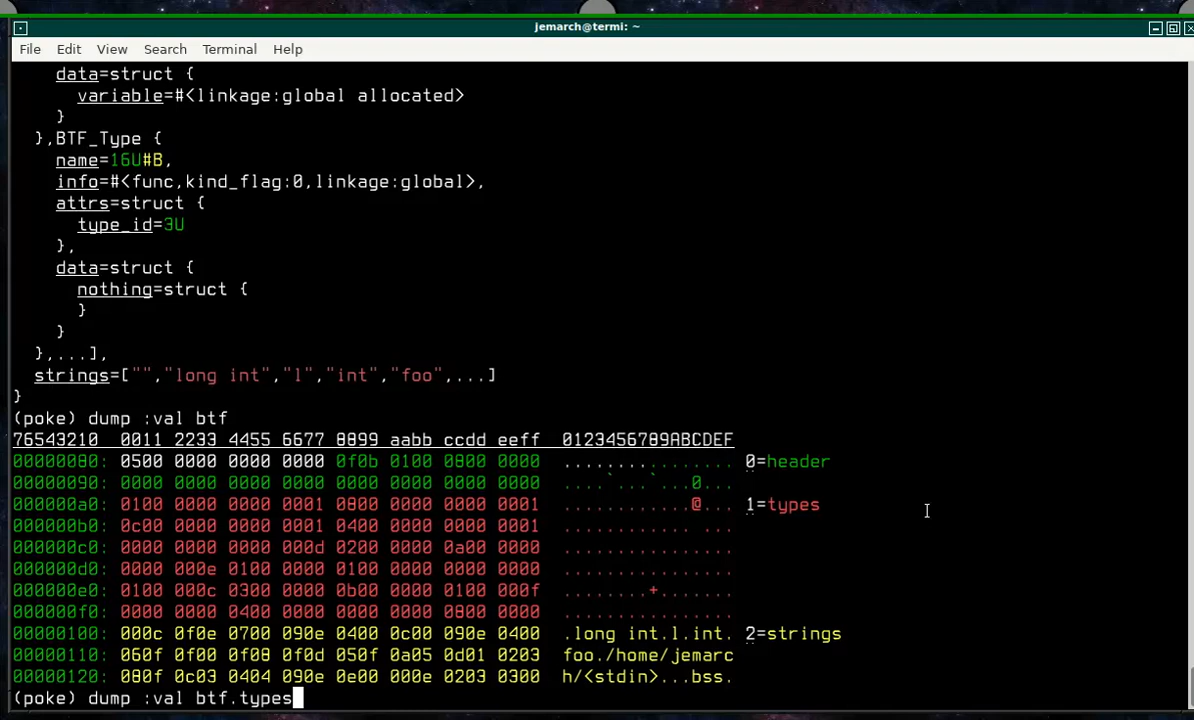 jemarch@termi: ~
File Edit View Search Terminal Help
data=struct {
variable=#<linkage:global allocated>
}
},BTF_Type {
name=16U#B,
info=#<func,kind_flag:0,linkage:global>,
attrs=struct {
type_id=3U
},
data=struct {
nothing=struct {
}
}
},...],
strings=["","long int","l","int","foo",...]
}
(poke) dump :val btf
76543210 0011 2233 4455 6677 8899 aabb ccdd eeff 0123456789ABCDEF
00000080: 0500 0000 0000 0000 0f0b 0100 0800 0000 ................ 0=header
00000090: 0000 0000 0000 0000 0000 0000 0000 0000 ....`...`...0...
000000a0: 0100 0000 0000 0001 0800 0000 0000 0001 ............@... 1=types
000000b0: 0c00 0000 0000 0001 0400 0000 0000 0001 ............ ...
000000c0: 0000 0000 0000 000d 0200 0000 0a00 0000 ................
000000d0: 0000 000e 0100 0000 0100 0000 0000 0000 ................
000000e0: 0100 000c 0300 0000 0b00 0000 0100 000f ........+.......
000000f0: 0000 0000 0400 0000 0000 0000 0800 0000 ................
00000100: 000c 0f0e 0700 090e 0400 0c00 090e 0400 .long int.l.int. 2=strings
00000110: 060f 0f00 0f08 0f0d 050f 0a05 0d01 0203 foo./home/jemarc
00000120: 080f 0c03 0404 090e 0e00 000e 0203 0300 h/<stdin>...bss.
(poke) dump :val btf.types